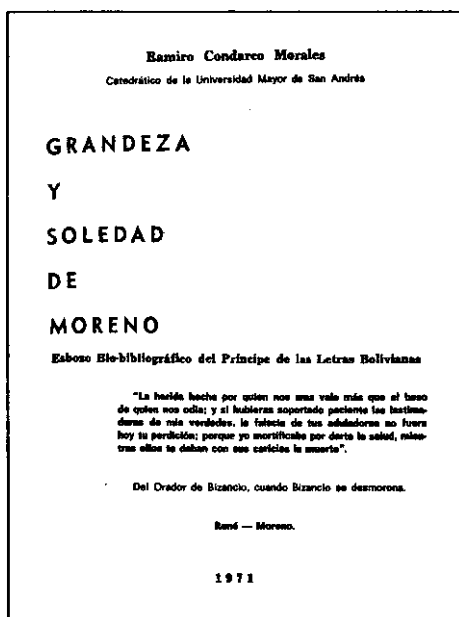 Ramiro Condarco Morales
Catedrático de la Universidad Mayor de San Andrés
GRANDEZA
Y
SOLEDAD
DE
MORENO
Esbozo Bio-bibliográfico del Príncipe de las Letras Bolivianas
"La herida hecha por quien nos ama vale más que el beso
de quien nos odia; y si hubieras soportado paciente las lastima-
duras de mis verdades, la falacia de tus aduladores no fuera
hoy tu perdición; porque yo mortificaba por darte la salud, mien-
tras ellos te daban con sus caricias la muerte".
Del Orador de Bizancio, cuando Bizancio se desmorona.
René — Moreno.
1971